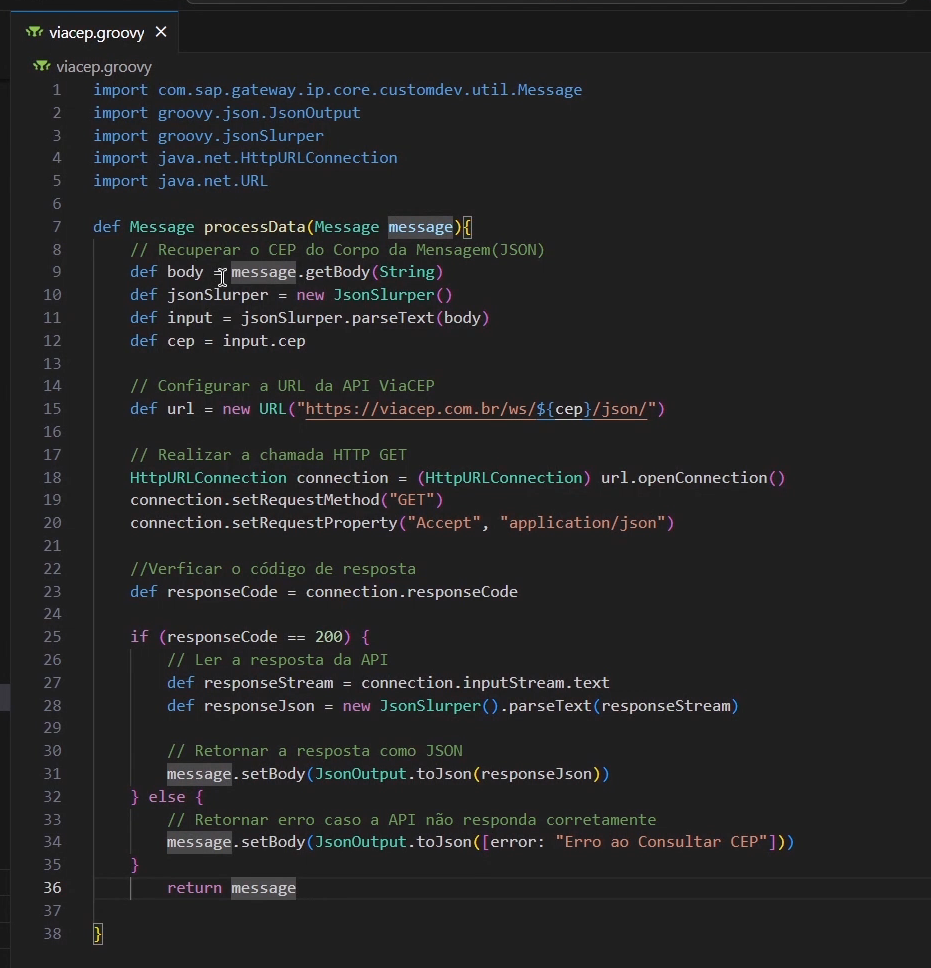 viacep.groovy ×
viacep.groovy
1 import com.sap.gateway.ip.core.customdev.util.Message
2 import groovy.json.JsonOutput
3 import groovy.jsonSlurper
4 import java.net.HttpURLConnection
5 import java.net.URL
6
7 def Message processData(Message message){
8 // Recuperar o CEP do Corpo da Mensagem(JSON)
9 def body = message.getBody(String)
10 def jsonSlurper = new JsonSlurper()
11 def input = jsonSlurper.parseText(body)
12 def cep = input.cep
13
14 // Configurar a URL da API ViaCEP
15 def url = new URL("https://viacep.com.br/ws/${cep}/json/")
16
17 // Realizar a chamada HTTP GET
18 HttpURLConnection connection = (HttpURLConnection) url.openConnection()
19 connection.setRequestMethod("GET")
20 connection.setRequestProperty("Accept", "application/json")
21
22 //Verficar o código de resposta
23 def responseCode = connection.responseCode
24
25 if (responseCode == 200) {
26 // Ler a resposta da API
27 def responseStream = connection.inputStream.text
28 def responseJson = new JsonSlurper().parseText(responseStream)
29
30 // Retornar a resposta como JSON
31 message.setBody(JsonOutput.toJson(responseJson))
32 } else {
33 // Retornar erro caso a API não responda corretamente
34 message.setBody(JsonOutput.toJson([error: "Erro ao Consultar CEP"]))
35 }
36 return message
37
38 }